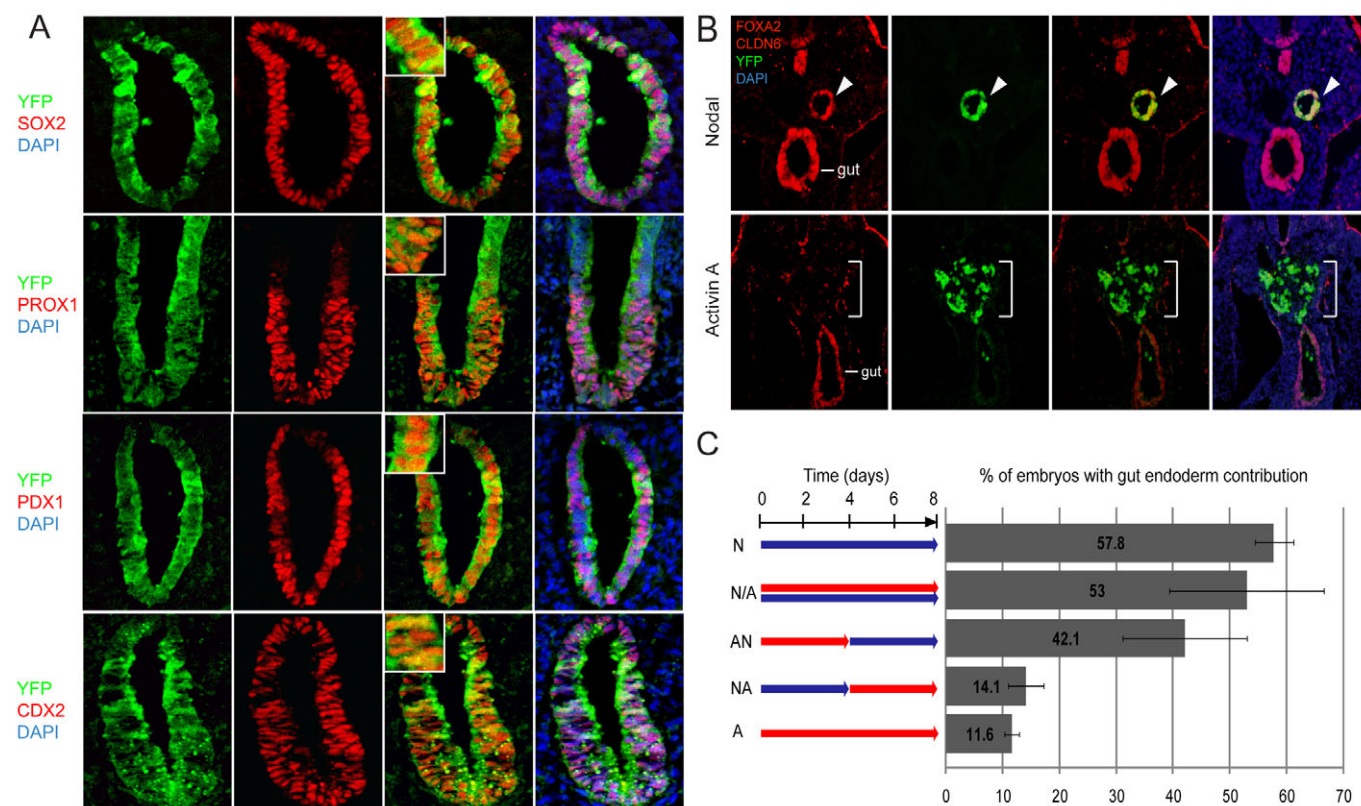 A
YFP
SOX2
DAPI
YFP
PROX1
DAPI
YFP
PDX1
DAPI
YFP
CDX2
DAPI
B
FOXA2
CLDN6
YFP
DAPI
Nodal
gut
Activin A
gut
C
Time (days)
% of embryos with gut endoderm contribution
0 2 4 6 8
N
57.8
N/A
53
AN
42.1
NA
14.1
A
11.6
0 10 20 30 40 50 60 70